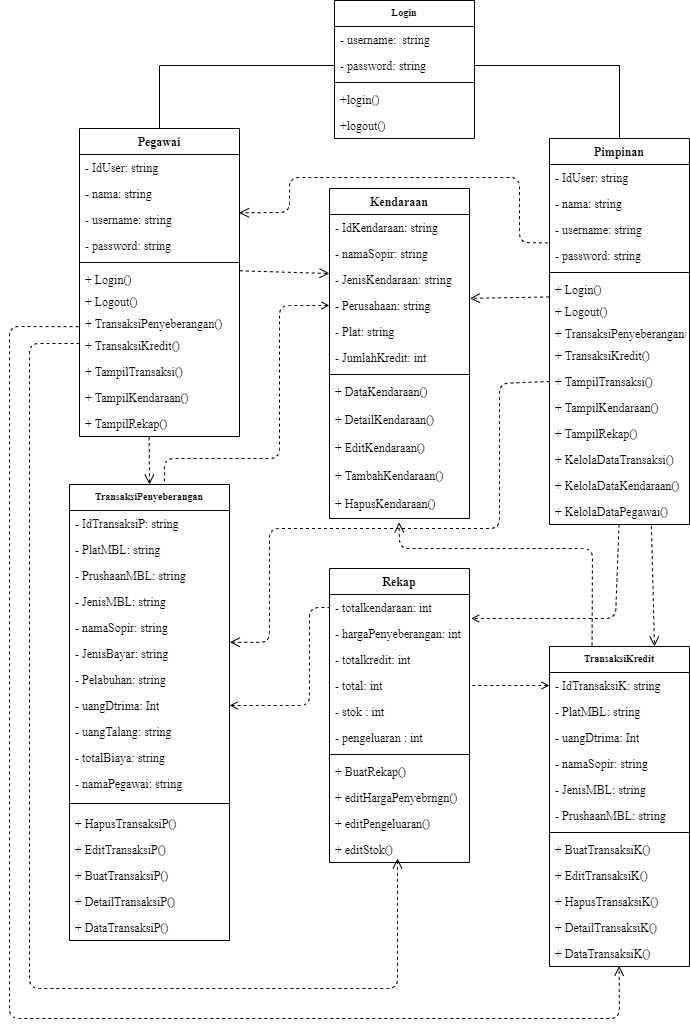 Login
- username:  string
- password: string
+login()
+logout()
Pegawai
- IdUser: string
- nama: string
- username: string
- password: string
+ Login()
+ Logout()
+ TransaksiPenyeberangan()
+ TransaksiKredit()
+ TampilTransaksi()
+ TampilKendaraan()
+ TampilRekap()
Kendaraan
- IdKendaraan: string
- namaSopir: string
- JenisKendaraan: string
- Perusahaan: string
- Plat: string
- JumlahKredit: int
+ DataKendaraan()
+ DetailKendaraan()
+ EditKendaraan()
+ TambahKendaraan()
+ HapusKendaraan()
Pimpinan
- IdUser: string
- nama: string
- username: string
- password: string
+ Login()
+ Logout()
+ TransaksiPenyeberangan(
+ TransaksiKredit()
+ TampilTransaksi()
+ TampilKendaraan()
+ TampilRekap()
+ KelolaDataTransaksi()
+ KelolaDataKendaraan()
+ KelolaDataPegawai()
TransaksiPenyeberangan
- IdTransaksiP: string
- PlatMBL: string
- PrushaanMBL: string
- JenisMBL: string
- namaSopir: string
- JenisBayar: string
- Pelabuhan: string
- uangDtrima: Int
- uangTalang: string
- totalBiaya: string
- namaPegawai: string
+ HapusTransaksiP()
+ EditTransaksiP()
+ BuatTransaksiP()
+ DetailTransaksiP()
+ DataTransaksiP()
Rekap
- totalkendaraan: int
- hargaPenyeberangan: int
- totalkredit: int
- total: int
- stok : int
- pengeluaran : int
+ BuatRekap()
+ editHargaPenyebrngn()
+ editPengeluaran()
+ editStok()
TransaksiKredit
- IdTransaksiK: string
- PlatMBL: string
- uangDtrima: Int
- namaSopir: string
- JenisMBL: string
- PrushaanMBL: string
+ BuatTransaksiK()
+ EditTransaksiK()
+ HapusTransaksiK()
+ DetailTransaksiK()
+ DataTransaksiK()